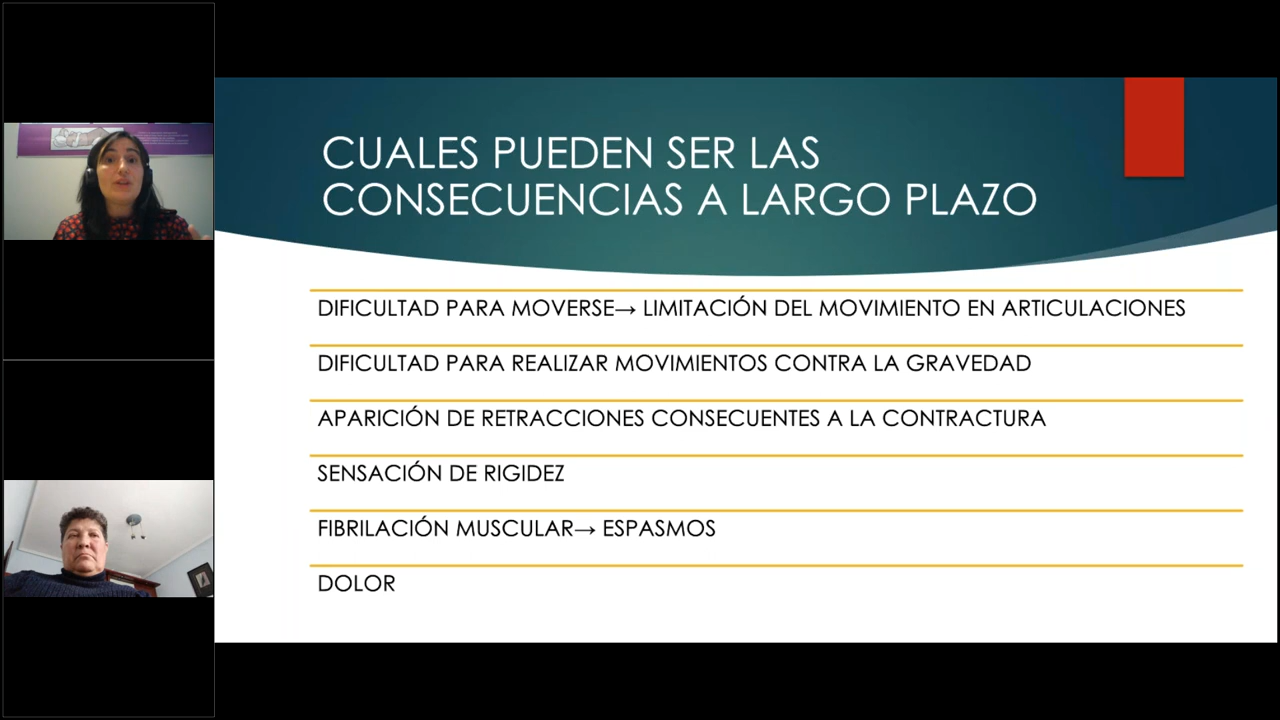 CUALES PUEDEN SER LAS
CONSECUENCIAS A LARGO PLAZO
DIFICULTAD PARA MOVERSE→ LIMITACIÓN DEL MOVIMIENTO EN ARTICULACIONES
DIFICULTAD PARA REALIZAR MOVIMIENTOS CONTRA LA GRAVEDAD
APARICIÓN DE RETRACCIONES CONSECUENTES A LA CONTRACTURA
SENSACIÓN DE RIGIDEZ
FIBRILACIÓN MUSCULAR→ ESPASMOS
DOLOR